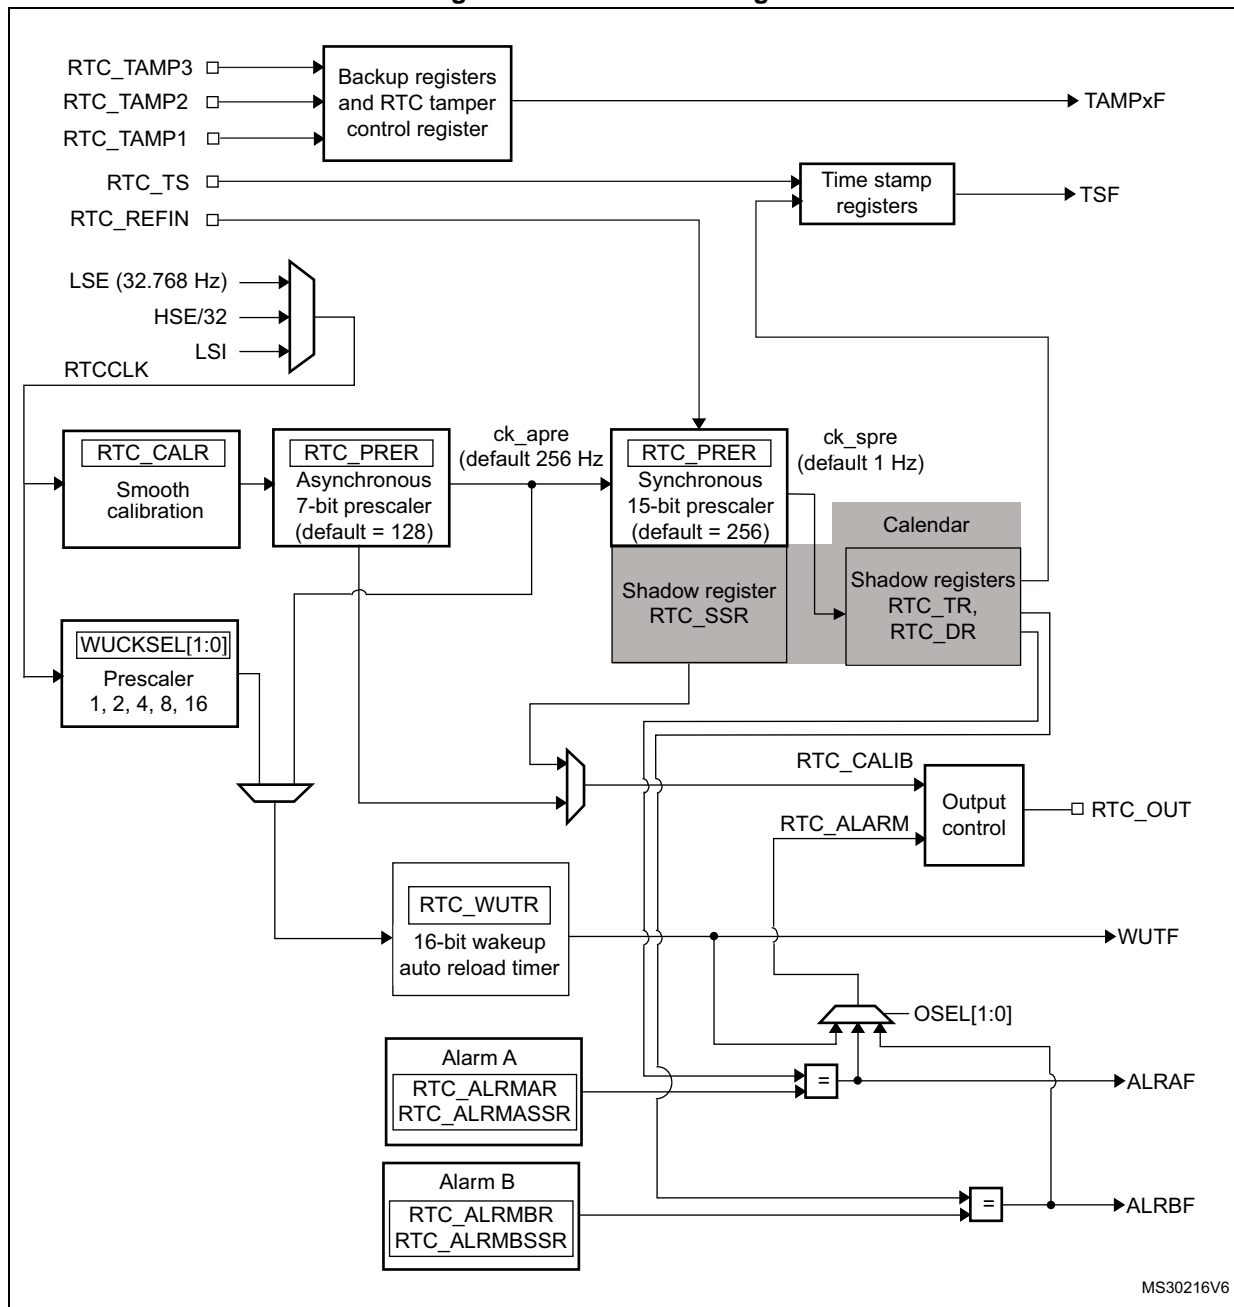 RTC_TAMP3
RTC_TAMP2
RTC_TAMP1
Backup registers
and RTC tamper
control register
TAMPxF
RTC_TS
RTC_REFIN
Time stamp
registers
TSF
LSE (32.768 Hz)
HSE/32
LSI
RTCCLK
RTC_CALR
Smooth
calibration
RTC_PRER
Asynchronous
7-bit prescaler
(default = 128)
ck_apre
(default 256 Hz
RTC_PRER
Synchronous
15-bit prescaler
(default = 256)
ck_spre
(default 1 Hz)
Calendar
Shadow register
RTC_SSR
Shadow registers
RTC_TR,
RTC_DR
WUCKSEL[1:0]
Prescaler
1, 2, 4, 8, 16
RTC_CALIB
RTC_ALARM
Output
control
RTC_OUT
RTC_WUTR
16-bit wakeup
auto reload timer
WUTF
OSEL[1:0]
Alarm A
RTC_ALRMAR
RTC_ALRMASSR
=
ALRAF
Alarm B
RTC_ALRMBR
RTC_ALRMBSSR
=
ALRBF
MS30216V6